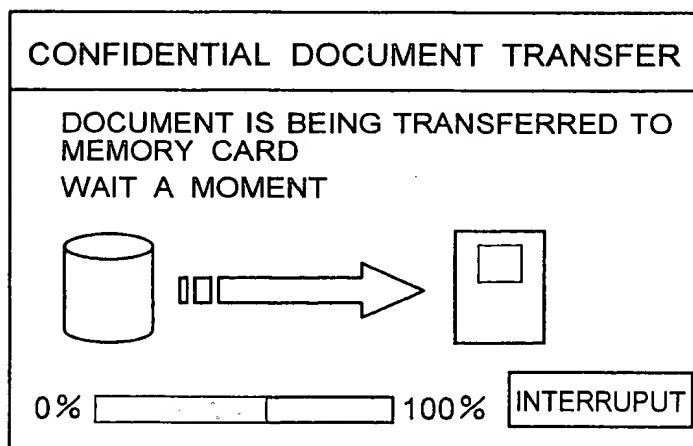 CONFIDENTIAL DOCUMENT TRANSFER
DOCUMENT IS BEING TRANSFERRED TO
MEMORY CARD
WAIT A MOMENT
0% 100% INTERRUPUT